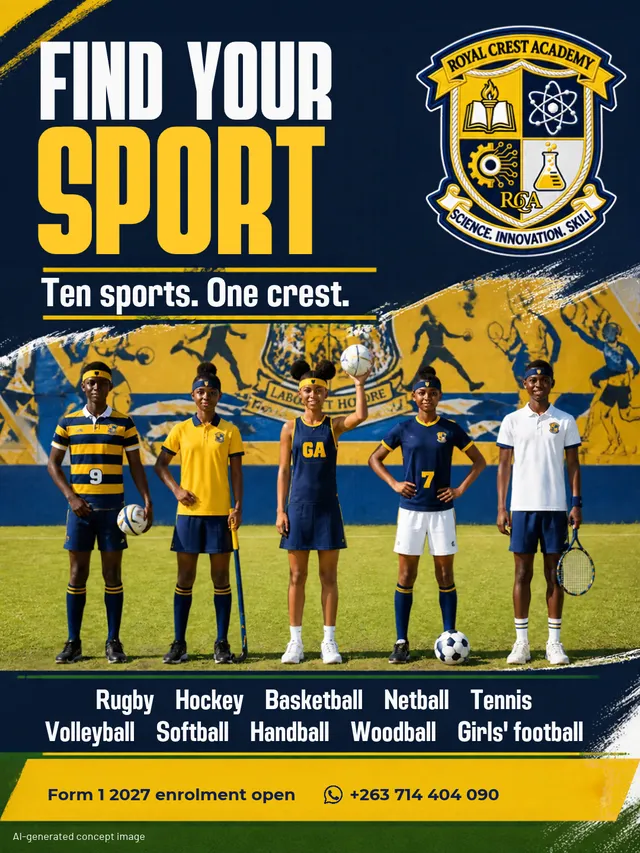 FIND YOUR
SPORT
Ten sports. One crest.
ROYAL CREST ACADEMY
RCA
SCIENCE. INNOVATION. SKILL
9
GA
7
Rugby Hockey Basketball Netball Tennis
Volleyball Softball Handball Woodball Girls' football
Form 1 2027 enrolment open
+263 714 404 090
AI-generated concept image